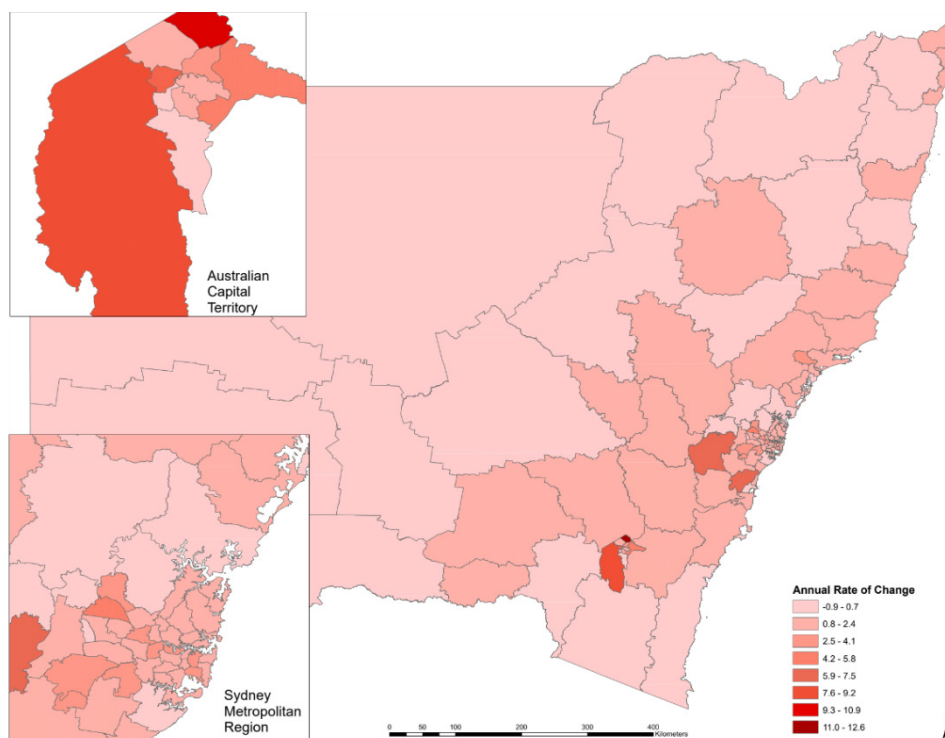 Australian
Capital
Territory
Sydney
Metropolitan
Region
Annual Rate of Change
-0.9 - 0.7
0.8 - 2.4
2.5 - 4.1
4.2 - 5.8
5.9 - 7.5
7.6 - 9.2
9.3 - 10.9
11.0 - 12.6
0 50 100 200 300 400
Kilometers